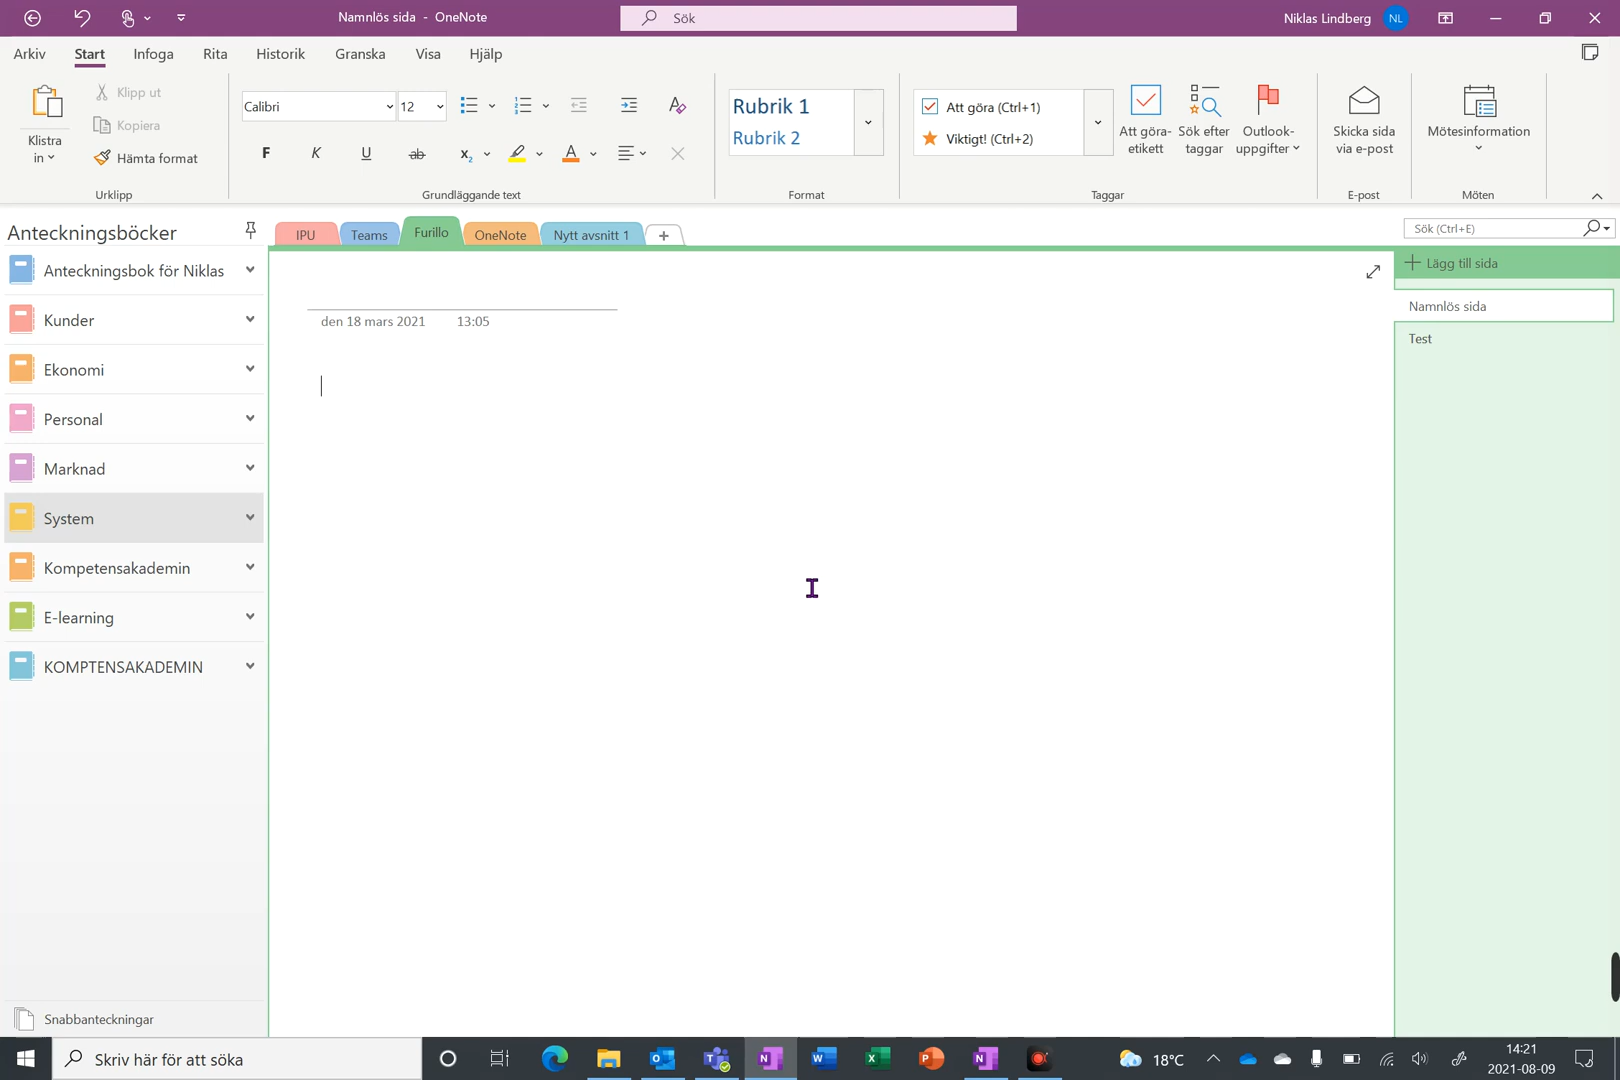 Namnlös sida - OneNote
Sök
Niklas Lindberg
NL
Arkiv
Start
Infoga
Rita
Historik
Granska
Visa
Hjälp
Klistra
in
Klipp ut
Kopiera
Hämta format
Urklipp
Calibri
12
F
K
U
ab
x₂
A
Grundläggande text
Rubrik 1
Rubrik 2
Format
Att göra (Ctrl+1)
Viktigt! (Ctrl+2)
Att göra-
etikett
Sök efter
taggar
Outlook-
uppgifter
Taggar
Skicka sida
via e-post
E-post
Mötesinformation
Möten
Anteckningsböcker
IPU
Teams
Furillo
OneNote
Nytt avsnitt 1
+
Sök (Ctrl+E)
Anteckningsbok för Niklas
Kunder
Ekonomi
Personal
Marknad
System
Kompetensakademin
E-learning
KOMPTENSAKADEMIN
den 18 mars 2021 13:05
Lägg till sida
Namnlös sida
Test
Snabbanteckningar
Skriv här för att söka
18°C
14:21
2021-08-09